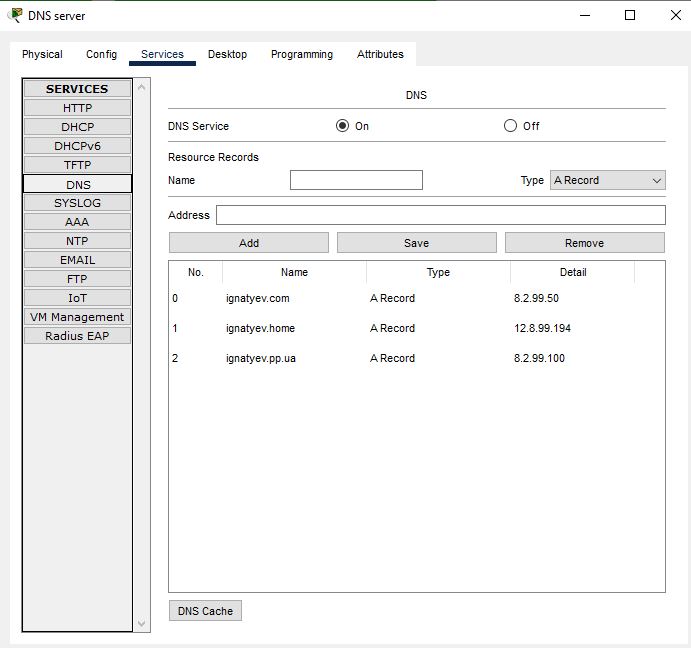 DNS server
Physical Config Services Desktop Programming Attributes
SERVICES
HTTP
DHCP
DHCPv6
TFTP
DNS
SYSLOG
AAA
NTP
EMAIL
FTP
IoT
VM Management
Radius EAP
DNS
DNS Service On Off
Resource Records
Name Type A Record
Address
Add Save Remove
No. Name Type Detail
0 ignatyev.com A Record 8.2.99.50
1 ignatyev.home A Record 12.8.99.194
2 ignatyev.pp.ua A Record 8.2.99.100
DNS Cache